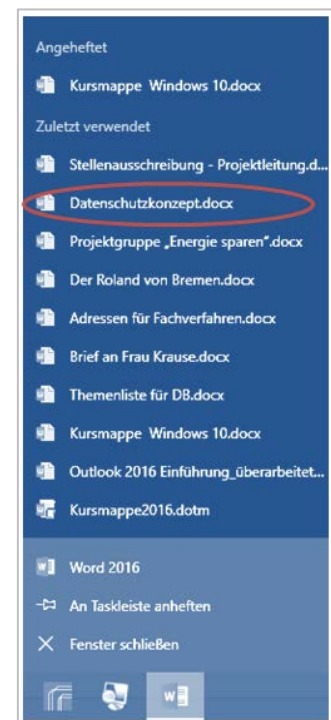 Angeheftet
Kursmappe Windows 10.docx
Zuletzt verwendet
Stellenausschreibung - Projektleitung.d...
Datenschutzkonzept.docx
Projektgruppe „Energie sparen“.docx
Der Roland von Bremen.docx
Adressen für Fachverfahren.docx
Brief an Frau Krause.docx
Themenliste für DB.docx
Kursmappe Windows 10.docx
Outlook 2016 Einführung_überarbeitet...
Kursmappe2016.dotm
Word 2016
An Taskleiste anheften
Fenster schließen